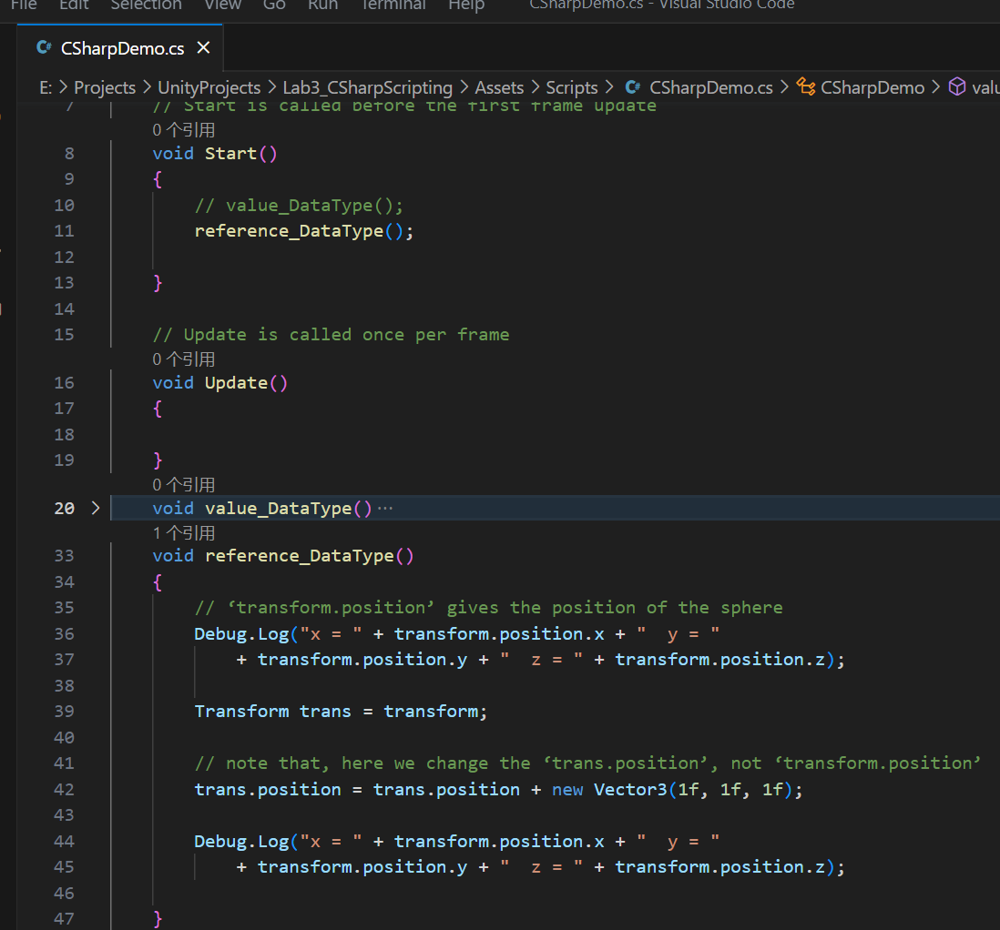 File Edit Selection View Go Run Terminal Help CSharpDemo.cs - Visual Studio Code
CSharpDemo.cs ×
E: > Projects > UnityProjects > Lab3_CSharpScripting > Assets > Scripts > C# CSharpDemo.cs > CSharpDemo > valu
7 // Start is called before the first frame update
0 个引用
8 void Start()
9 {
10 // value_DataType();
11 reference_DataType();
12
13 }
14
15 // Update is called once per frame
0 个引用
16 void Update()
17 {
18
19 }
0 个引用
20 > void value_DataType()···
1 个引用
33 void reference_DataType()
34 {
35 // ‘transform.position’ gives the position of the sphere
36 Debug.Log("x = " + transform.position.x + "  y = "
37 + transform.position.y + "  z = " + transform.position.z);
38
39 Transform trans = transform;
40
41 // note that, here we change the ‘trans.position’, not ‘transform.position’
42 trans.position = trans.position + new Vector3(1f, 1f, 1f);
43
44 Debug.Log("x = " + transform.position.x + "  y = "
45 + transform.position.y + "  z = " + transform.position.z);
46
47 }